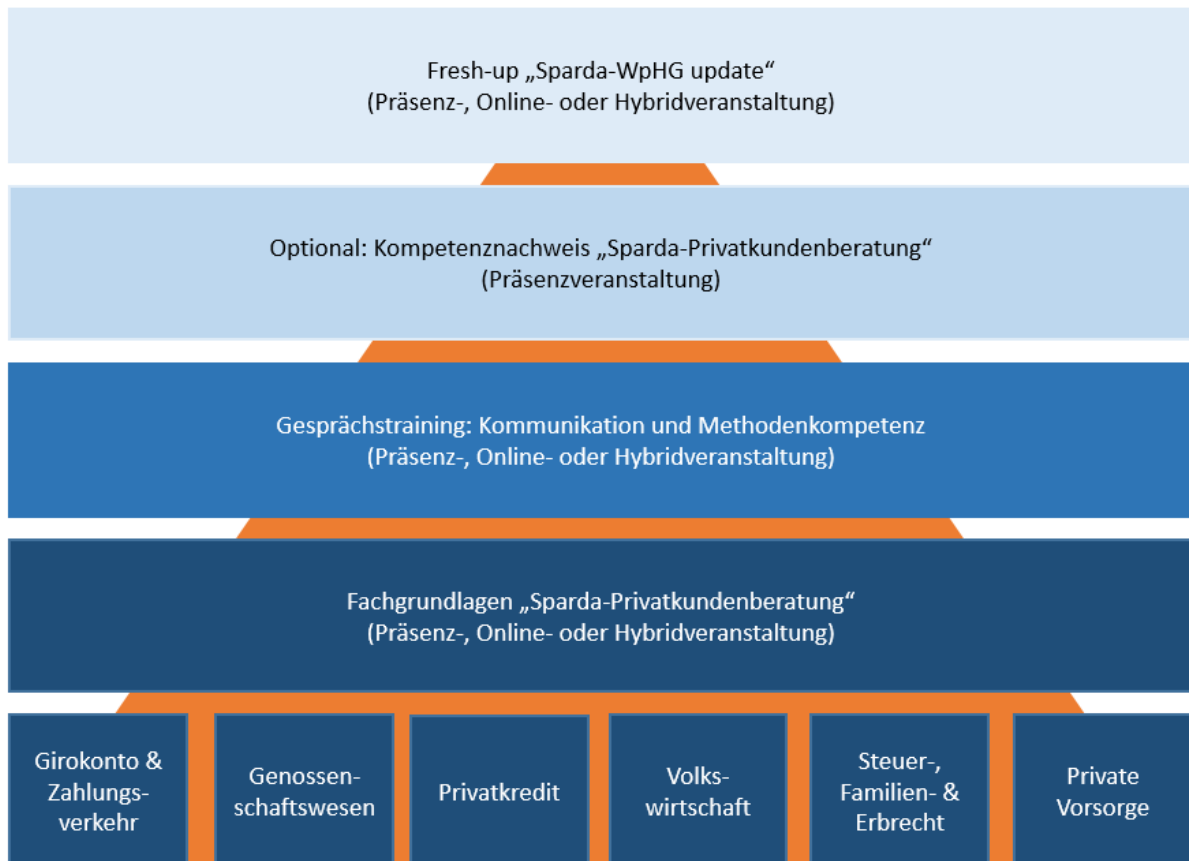 Fresh-up „Sparda-WpHG update“
(Präsenz-, Online- oder Hybridveranstaltung)
Optional: Kompetenznachweis „Sparda-Privatkundenberatung“
(Präsenzveranstaltung)
Gesprächstraining: Kommunikation und Methodenkompetenz
(Präsenz-, Online- oder Hybridveranstaltung)
Fachgrundlagen „Sparda-Privatkundenberatung“
(Präsenz-, Online- oder Hybridveranstaltung)
Girokonto &
Zahlungs-
verkehr
Genossen-
schaftswesen
Privatkredit
Volks-
wirtschaft
Steuer-,
Familien- &
Erbrecht
Private
Vorsorge